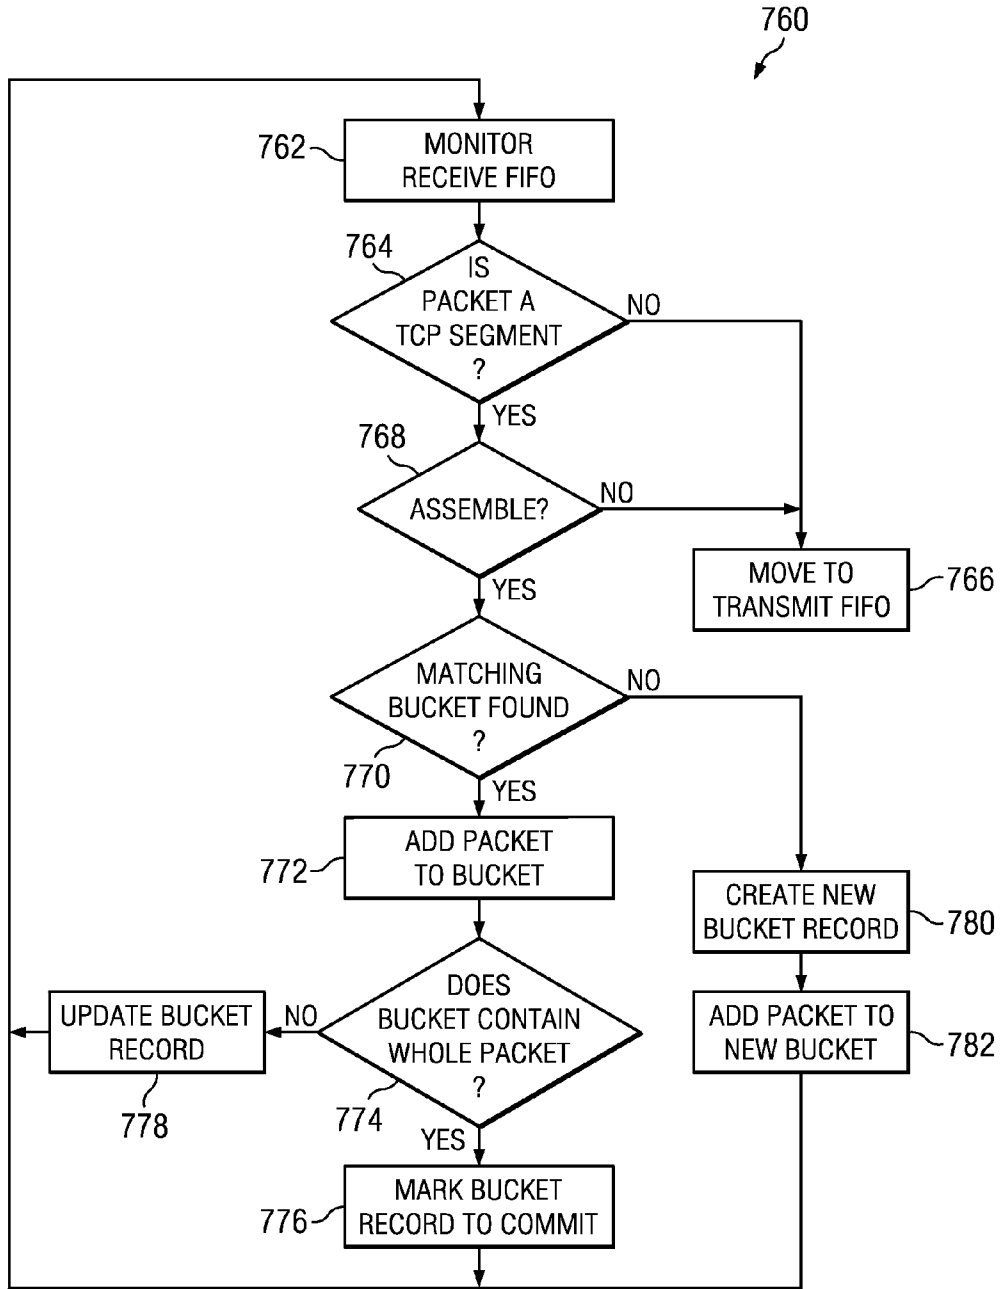 760
762
MONITOR
RECEIVE FIFO
764
IS
PACKET A
TCP SEGMENT
?
NO
YES
768
ASSEMBLE?
NO
YES
MOVE TO
TRANSMIT FIFO
766
MATCHING
BUCKET FOUND
?
NO
770
YES
772
ADD PACKET
TO BUCKET
CREATE NEW
BUCKET RECORD
780
DOES
BUCKET CONTAIN
WHOLE PACKET
?
NO
UPDATE BUCKET
RECORD
778
774
ADD PACKET TO
NEW BUCKET
782
YES
776
MARK BUCKET
RECORD TO COMMIT